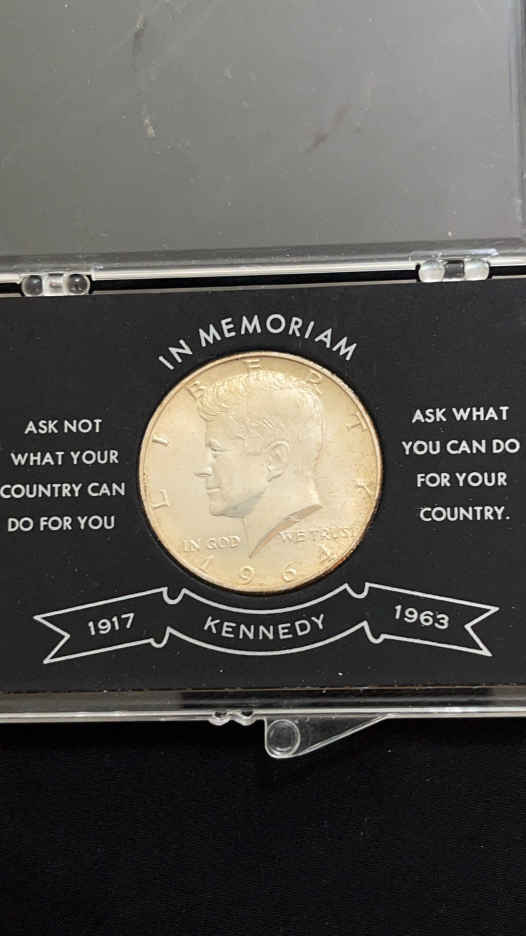 IN MEMORIAM
ASK NOT
WHAT YOUR
COUNTRY CAN
DO FOR YOU
LIBERTY
IN GOD WE TRUST
1964
ASK WHAT
YOU CAN DO
FOR YOUR
COUNTRY.
1917
KENNEDY
1963